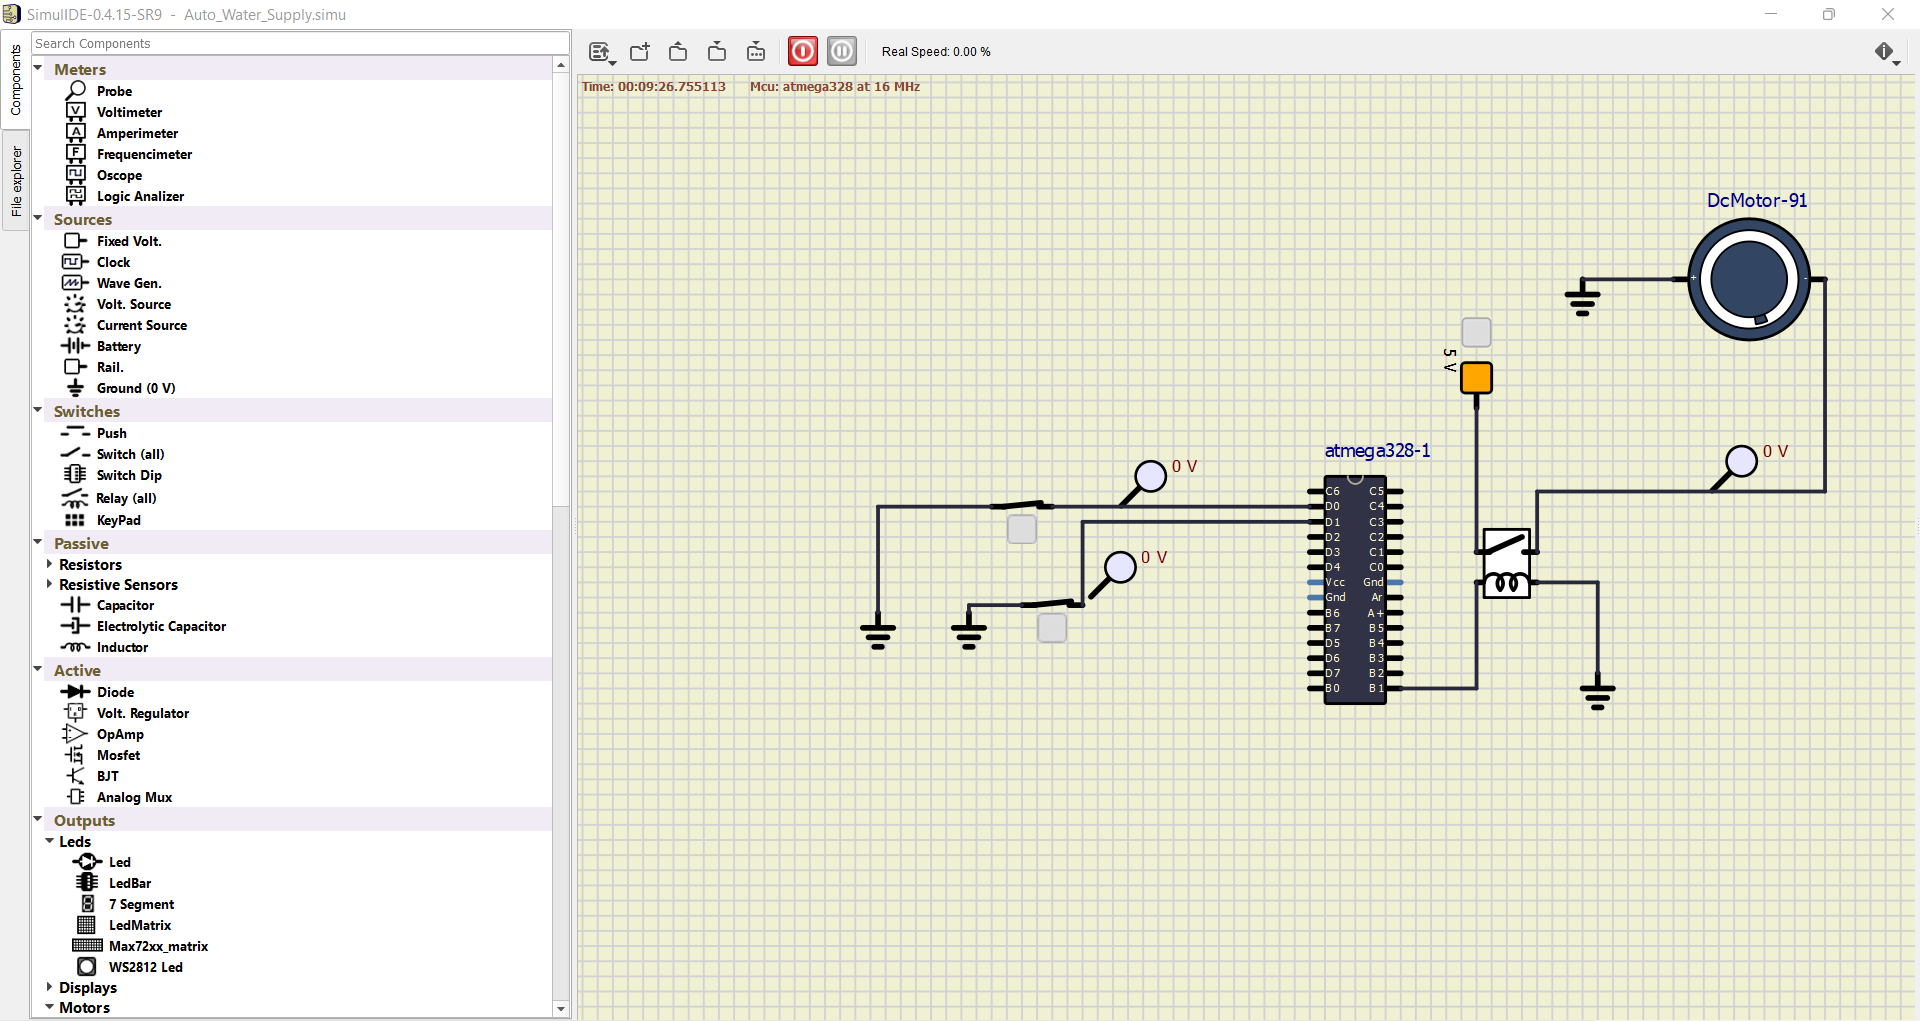 SimulIDE-0.4.15-SR9 - Auto_Water_Supply.simu
Components
File explorer
Search Components
Meters
Probe
Voltimeter
Amperimeter
Frequencimeter
Oscope
Logic Analizer
Sources
Fixed Volt.
Clock
Wave Gen.
Volt. Source
Current Source
Battery
Rail.
Ground (0 V)
Switches
Push
Switch (all)
Switch Dip
Relay (all)
KeyPad
Passive
Resistors
Resistive Sensors
Capacitor
Electrolytic Capacitor
Inductor
Active
Diode
Volt. Regulator
OpAmp
Mosfet
BJT
Analog Mux
Outputs
Leds
Led
LedBar
7 Segment
LedMatrix
Max72xx_matrix
WS2812 Led
Displays
Motors
Real Speed: 0.00 %
Time: 00:09:26.755113 Mcu: atmega328 at 16 MHz
DcMotor-91
+ -
5 V
atmega328-1
0 V
0 V
0 V
C6 C5
D0 C4
D1 C3
D2 C2
D3 C1
D4 C0
Vcc Gnd
Gnd Ar
B6 A+
B7 B5
D5 B4
D6 B3
D7 B2
B0 B1